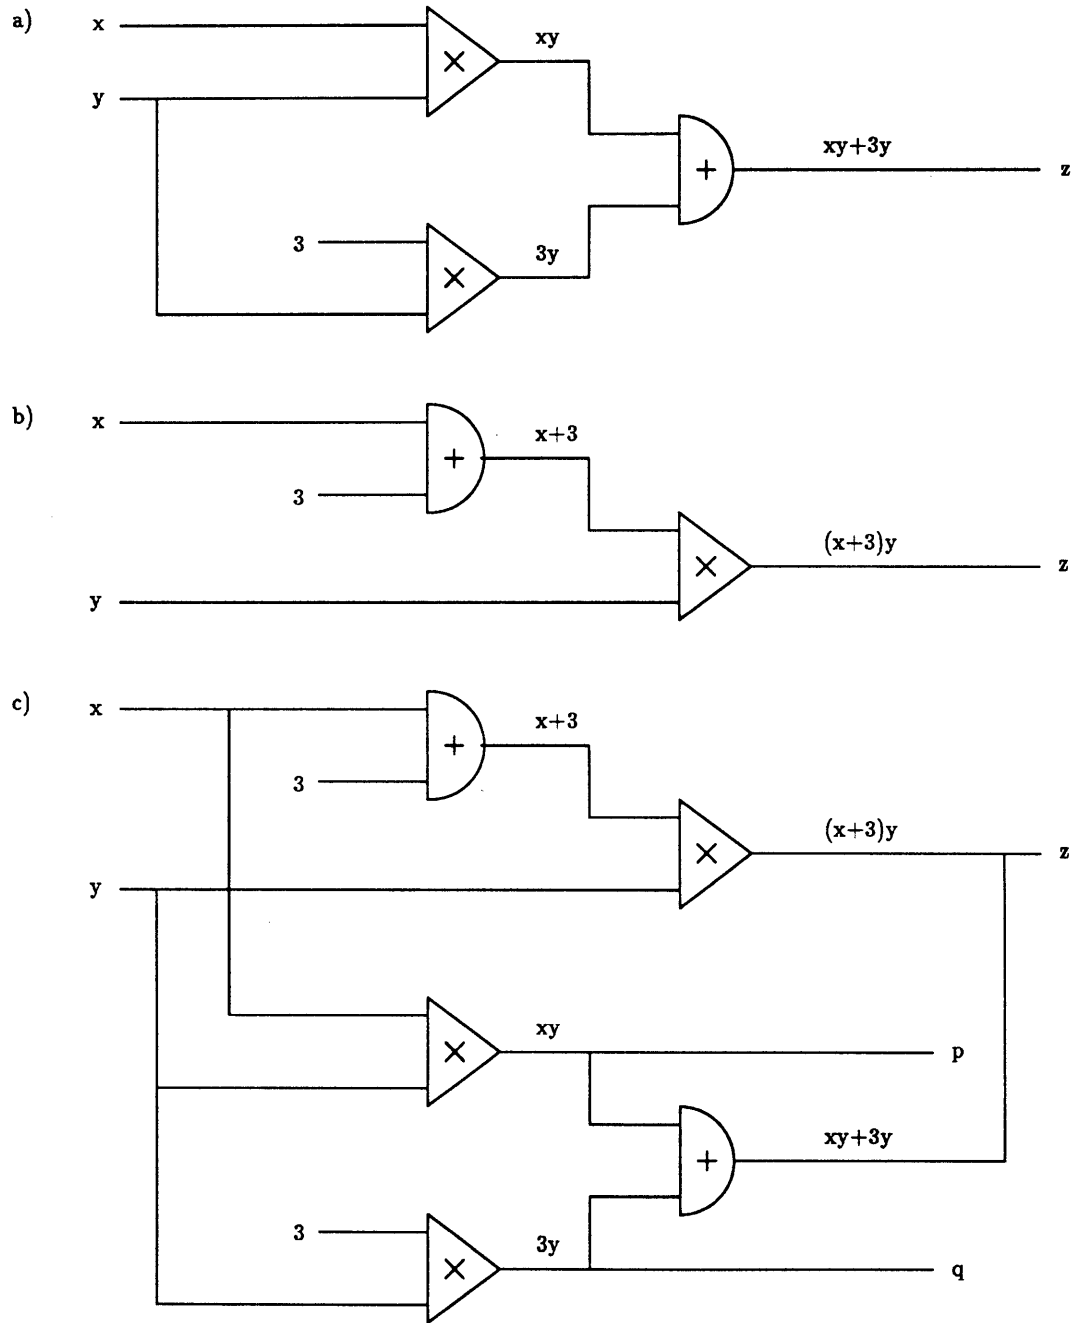 a)
x
xy
×
y
xy+3y
+
z
3
3y
×
b)
x
x+3
+
3
(x+3)y
×
z
y
c)
x
x+3
+
3
(x+3)y
×
z
y
xy
×
p
xy+3y
+
3
3y
×
q